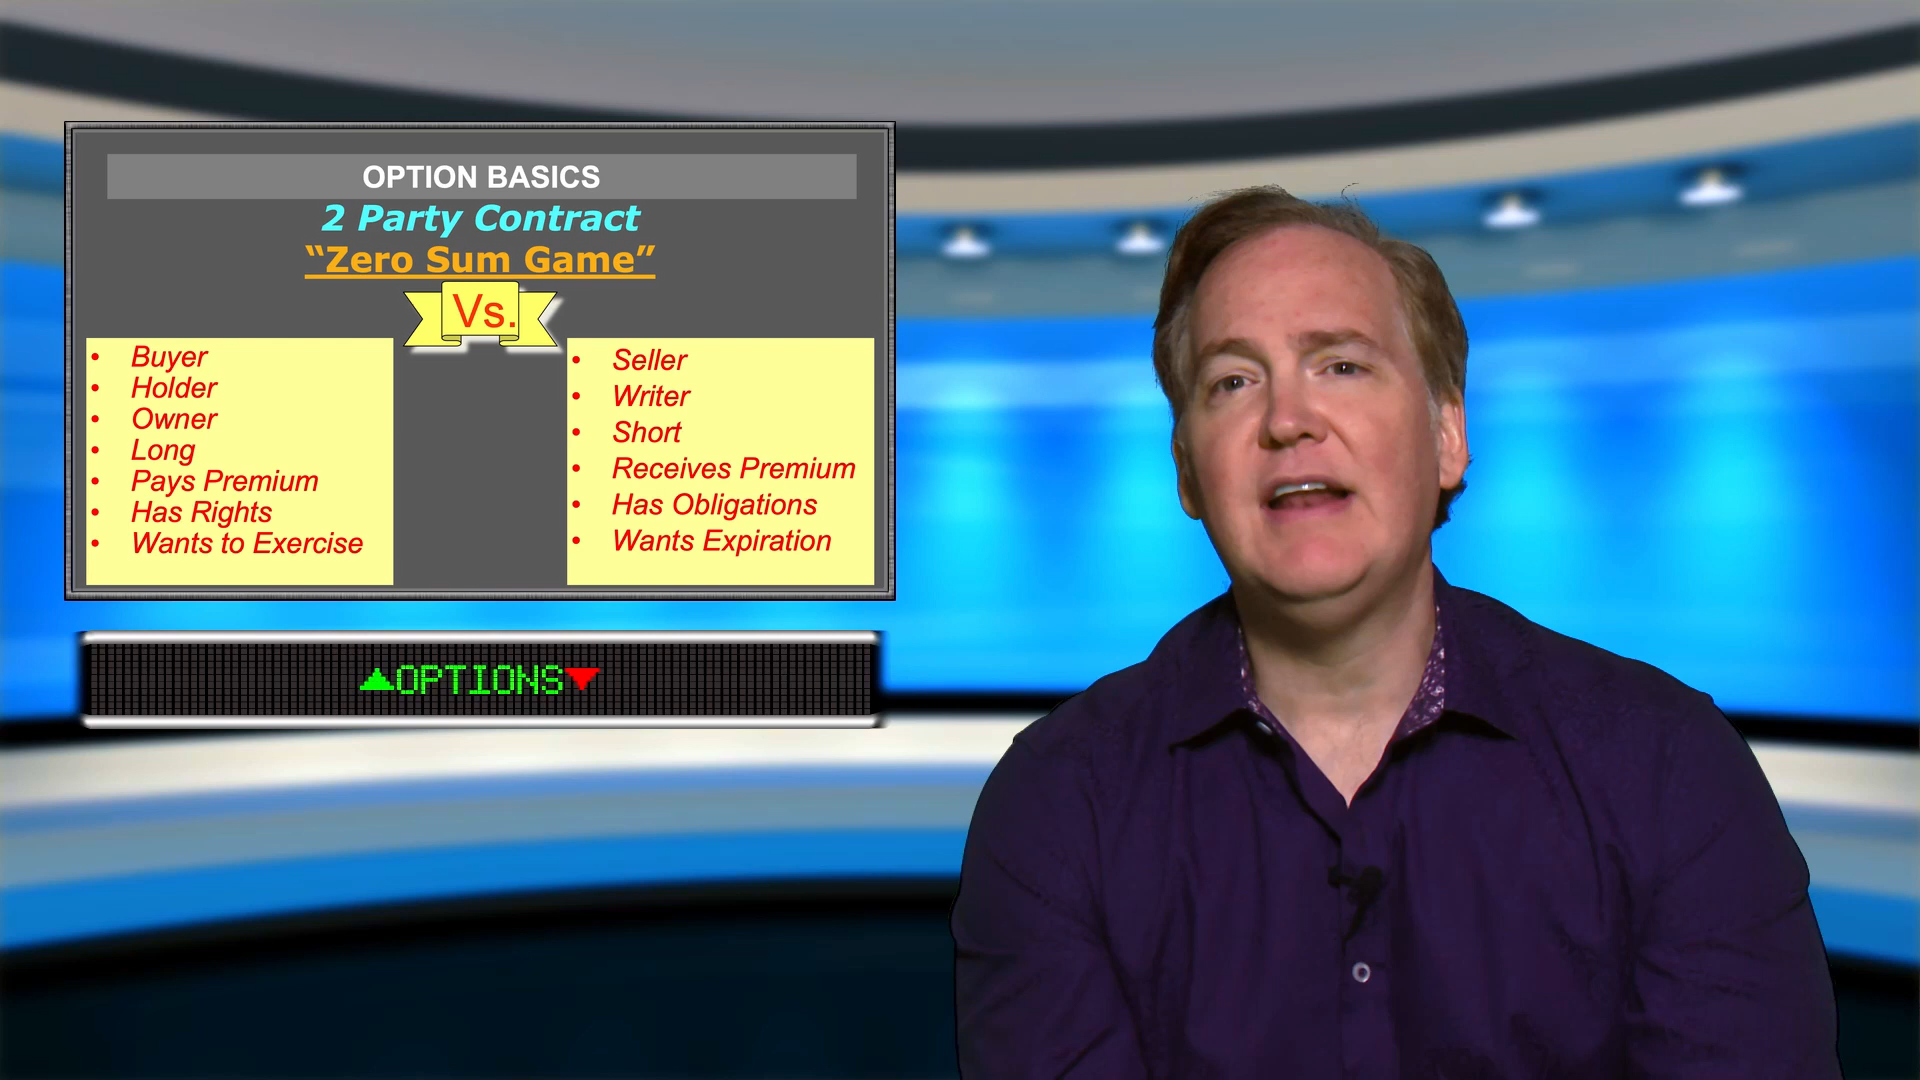 OPTION BASICS
2 Party Contract
“Zero Sum Game”
Vs.
• Buyer
• Holder
• Owner
• Long
• Pays Premium
• Has Rights
• Wants to Exercise
• Seller
• Writer
• Short
• Receives Premium
• Has Obligations
• Wants Expiration
▲OPTIONS▼